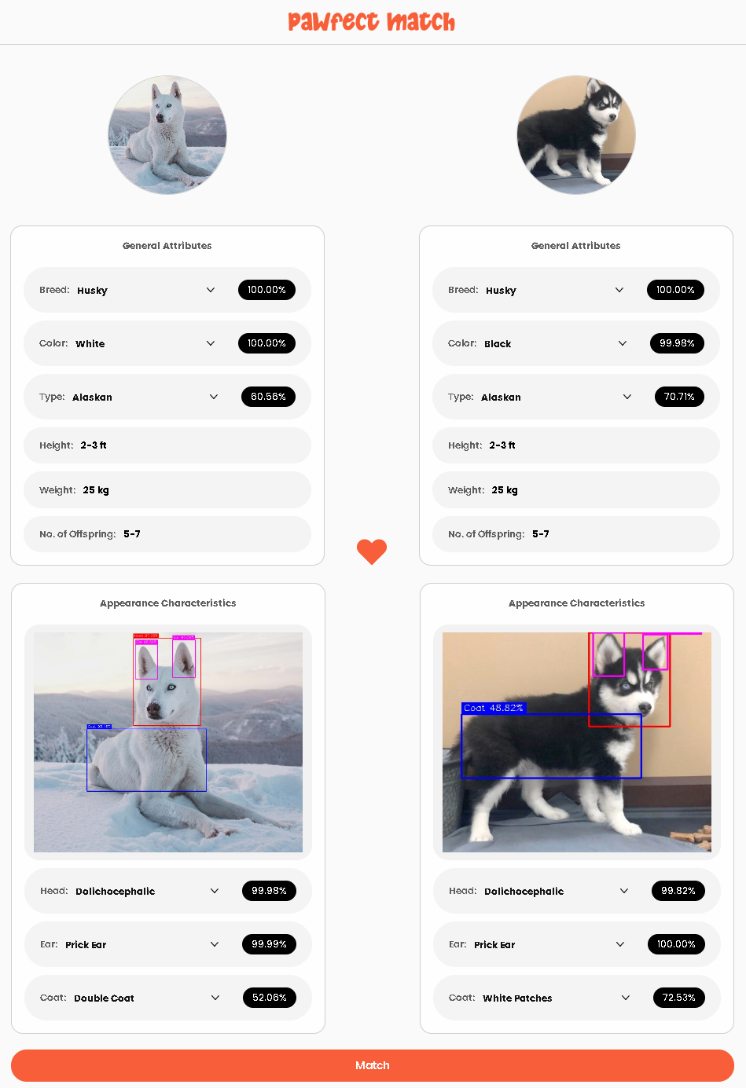 Pawfect Match
General Attributes
Breed: Husky 100.00%
Color: White 100.00%
Type: Alaskan 60.56%
Height: 2-3 ft
Weight: 25 kg
No. of Offspring: 5-7
General Attributes
Breed: Husky 100.00%
Color: Black 99.98%
Type: Alaskan 70.71%
Height: 2-3 ft
Weight: 25 kg
No. of Offspring: 5-7
Appearance Characteristics
Head: Dolichocephalic 99.98%
Ear: Prick Ear 99.99%
Coat: Double Coat 52.08%
Appearance Characteristics
Coat 48.82%
Head: Dolichocephalic 99.82%
Ear: Prick Ear 100.00%
Coat: White Patches 72.53%
Match